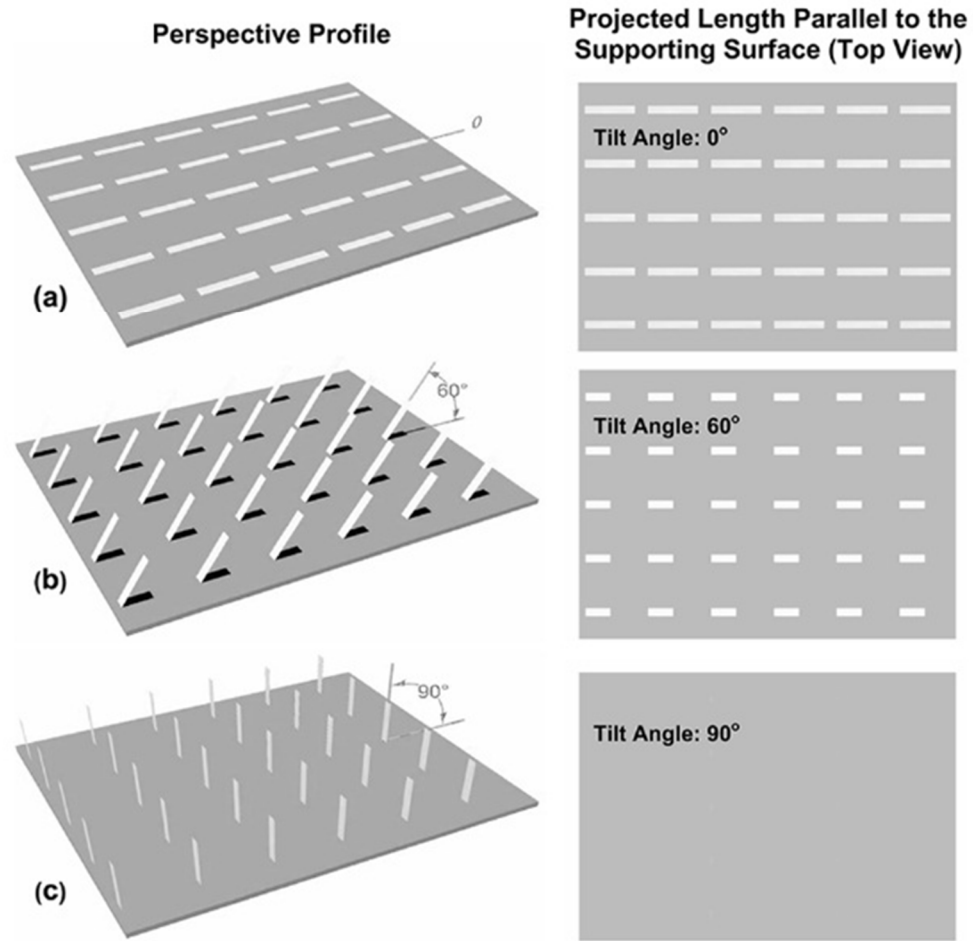 Perspective Profile
Projected Length Parallel to the
Supporting Surface (Top View)
0
Tilt Angle: 0°
(a)
60°
Tilt Angle: 60°
(b)
90°
Tilt Angle: 90°
(c)